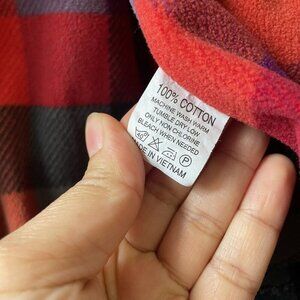 100% COTTON
MACHINE WASH WARM
TUMBLE DRY LOW
ONLY NON CHLORINE
BLEACH WHEN NEEDED
MADE IN VIETNAM